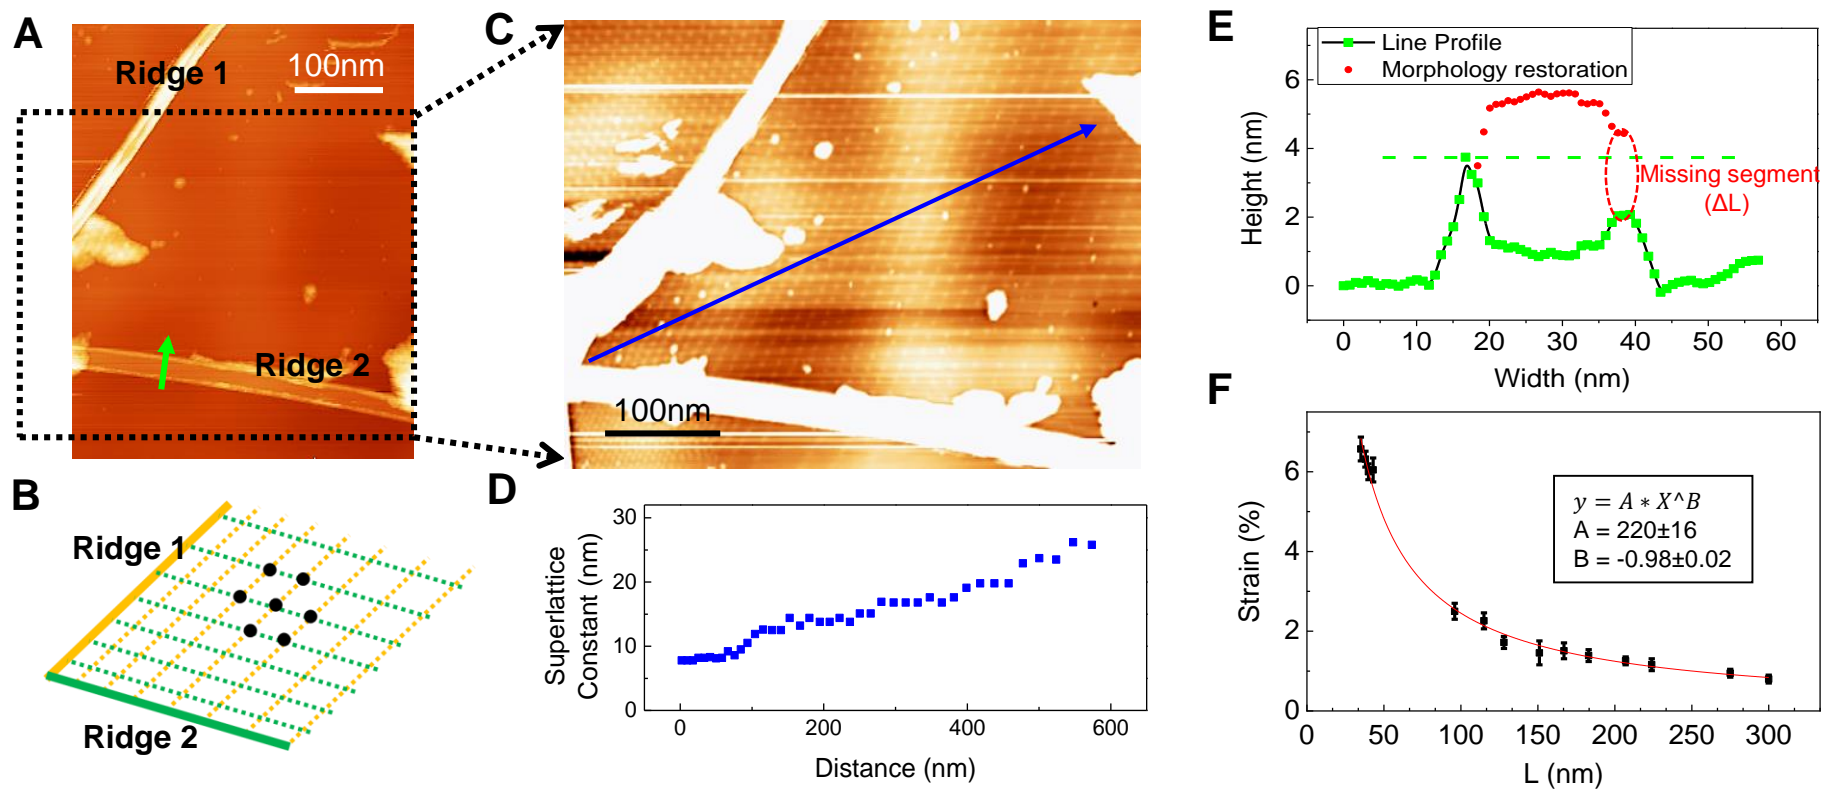 A
Ridge 1
100nm
Ridge 2
B
Ridge 1
Ridge 2
C
100nm
D
Superlattice
Constant (nm)
30
20
10
0
0
200
400
600
Distance (nm)
E
Line Profile
Morphology restoration
Missing segment
(ΔL)
Height (nm)
6
4
2
0
0
10
20
30
40
50
60
Width (nm)
F
y = A ∗ X^B
A = 220±16
B = -0.98±0.02
Strain (%)
6
4
2
0
0
50
100
150
200
250
300
L (nm)